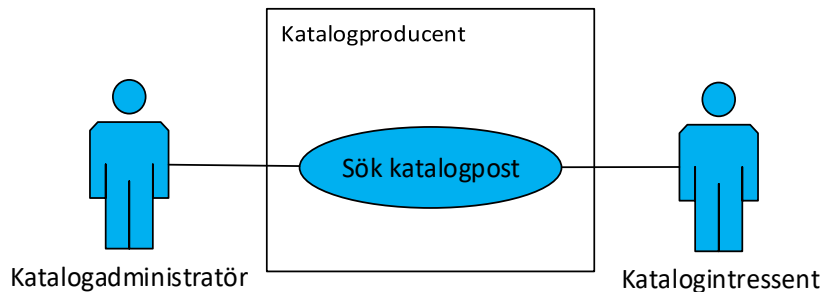 Katalogproducent
Sök katalogpost
Katalogadministratör
Katalogintressent